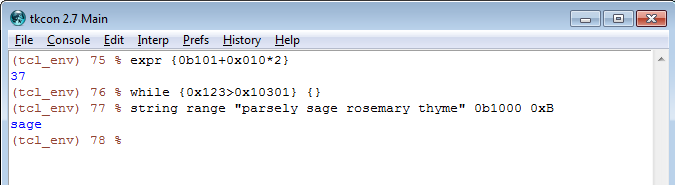 tkcon 2.7 Main
File Console Edit Interp Prefs History Help
(tcl_env) 75 % expr {0b101+0x010*2}
37
(tcl_env) 76 % while {0x123>0x10301} {}
(tcl_env) 77 % string range "parsely sage rosemary thyme" 0b1000 0xB
sage
(tcl_env) 78 %